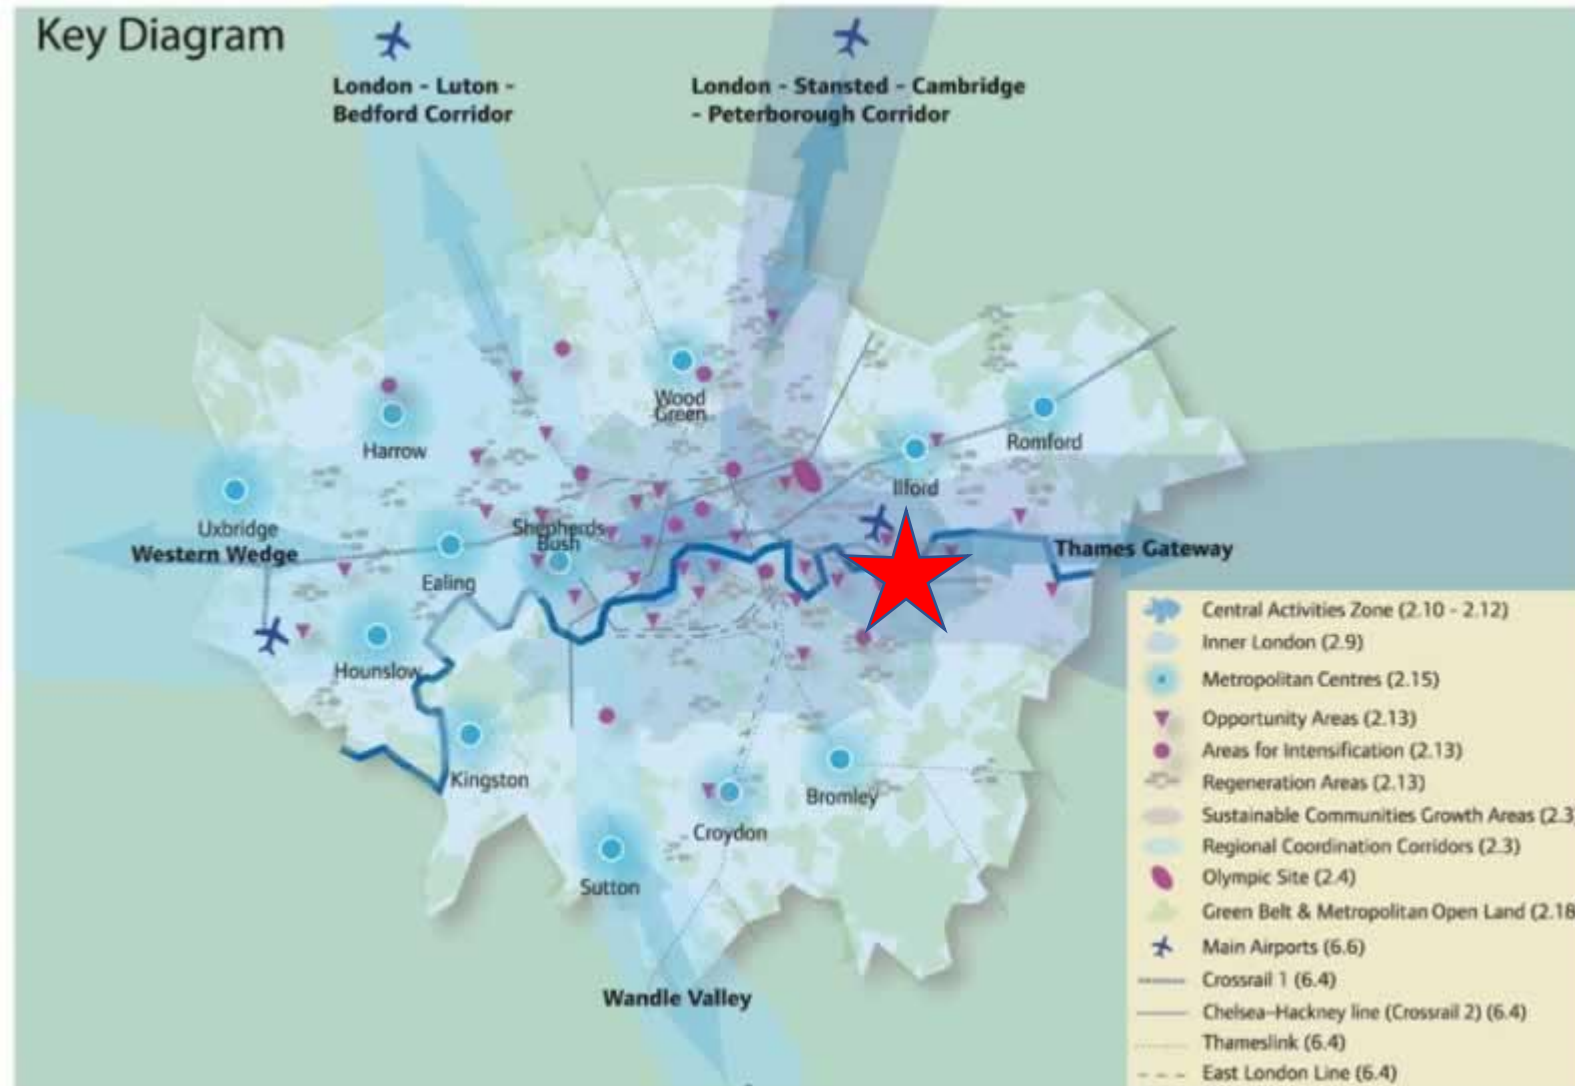 Key Diagram
London - Luton -
Bedford Corridor
London - Stansted - Cambridge
- Peterborough Corridor
Wood
Green
Harrow
Romford
Ilford
Uxbridge
Shepherds
Bush
Western Wedge
Ealing
Thames Gateway
Hounslow
Kingston
Bromley
Croydon
Sutton
Wandle Valley
Central Activities Zone (2.10 - 2.12)
Inner London (2.9)
Metropolitan Centres (2.15)
Opportunity Areas (2.13)
Areas for Intensification (2.13)
Regeneration Areas (2.13)
Sustainable Communities Growth Areas (2.3)
Regional Coordination Corridors (2.3)
Olympic Site (2.4)
Green Belt & Metropolitan Open Land (2.18
Main Airports (6.6)
Crossrail 1 (6.4)
Chelsea-Hackney line (Crossrail 2) (6.4)
Thameslink (6.4)
East London Line (6.4)